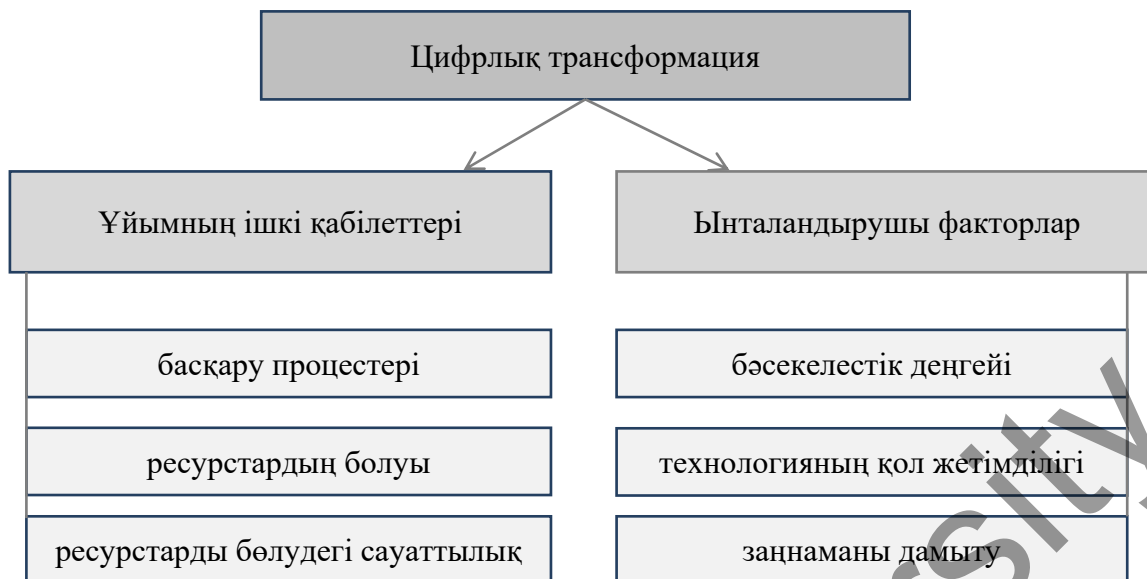 Цифрлық трансформация
Ұйымның ішкі қабілеттері
Ынталандырушы факторлар
басқару процестері
бәсекелестік деңгейі
ресурстардың болуы
технологияның қол жетімділігі
ресурстарды бөлудегі сауаттылық
заңнаманы дамыту